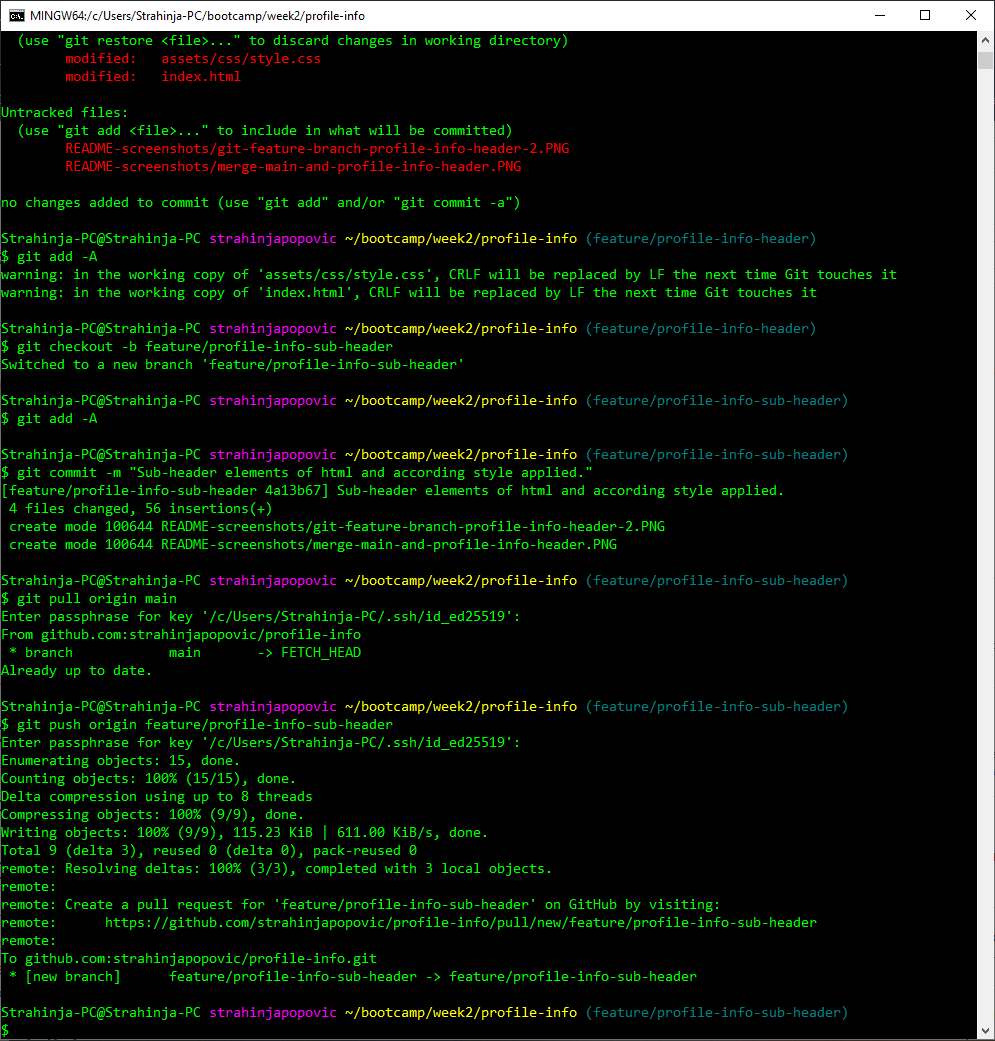 MINGW64:/c/Users/Strahinja-PC/bootcamp/week2/profile-info
  (use "git restore <file>..." to discard changes in working directory)
        modified:   assets/css/style.css
        modified:   index.html

Untracked files:
  (use "git add <file>..." to include in what will be committed)
        README-screenshots/git-feature-branch-profile-info-header-2.PNG
        README-screenshots/merge-main-and-profile-info-header.PNG

no changes added to commit (use "git add" and/or "git commit -a")

Strahinja-PC@Strahinja-PC strahinjapopovic ~/bootcamp/week2/profile-info (feature/profile-info-header)
$ git add -A
warning: in the working copy of 'assets/css/style.css', CRLF will be replaced by LF the next time Git touches it
warning: in the working copy of 'index.html', CRLF will be replaced by LF the next time Git touches it

Strahinja-PC@Strahinja-PC strahinjapopovic ~/bootcamp/week2/profile-info (feature/profile-info-header)
$ git checkout -b feature/profile-info-sub-header
Switched to a new branch 'feature/profile-info-sub-header'

Strahinja-PC@Strahinja-PC strahinjapopovic ~/bootcamp/week2/profile-info (feature/profile-info-sub-header)
$ git add -A

Strahinja-PC@Strahinja-PC strahinjapopovic ~/bootcamp/week2/profile-info (feature/profile-info-sub-header)
$ git commit -m "Sub-header elements of html and according style applied."
[feature/profile-info-sub-header 4a13b67] Sub-header elements of html and according style applied.
 4 files changed, 56 insertions(+)
 create mode 100644 README-screenshots/git-feature-branch-profile-info-header-2.PNG
 create mode 100644 README-screenshots/merge-main-and-profile-info-header.PNG

Strahinja-PC@Strahinja-PC strahinjapopovic ~/bootcamp/week2/profile-info (feature/profile-info-sub-header)
$ git pull origin main
Enter passphrase for key '/c/Users/Strahinja-PC/.ssh/id_ed25519':
From github.com:strahinjapopovic/profile-info
 * branch            main       -> FETCH_HEAD
Already up to date.

Strahinja-PC@Strahinja-PC strahinjapopovic ~/bootcamp/week2/profile-info (feature/profile-info-sub-header)
$ git push origin feature/profile-info-sub-header
Enter passphrase for key '/c/Users/Strahinja-PC/.ssh/id_ed25519':
Enumerating objects: 15, done.
Counting objects: 100% (15/15), done.
Delta compression using up to 8 threads
Compressing objects: 100% (9/9), done.
Writing objects: 100% (9/9), 115.23 KiB | 611.00 KiB/s, done.
Total 9 (delta 3), reused 0 (delta 0), pack-reused 0
remote: Resolving deltas: 100% (3/3), completed with 3 local objects.
remote:
remote: Create a pull request for 'feature/profile-info-sub-header' on GitHub by visiting:
remote:      https://github.com/strahinjapopovic/profile-info/pull/new/feature/profile-info-sub-header
remote:
To github.com:strahinjapopovic/profile-info.git
 * [new branch]      feature/profile-info-sub-header -> feature/profile-info-sub-header

Strahinja-PC@Strahinja-PC strahinjapopovic ~/bootcamp/week2/profile-info (feature/profile-info-sub-header)
$